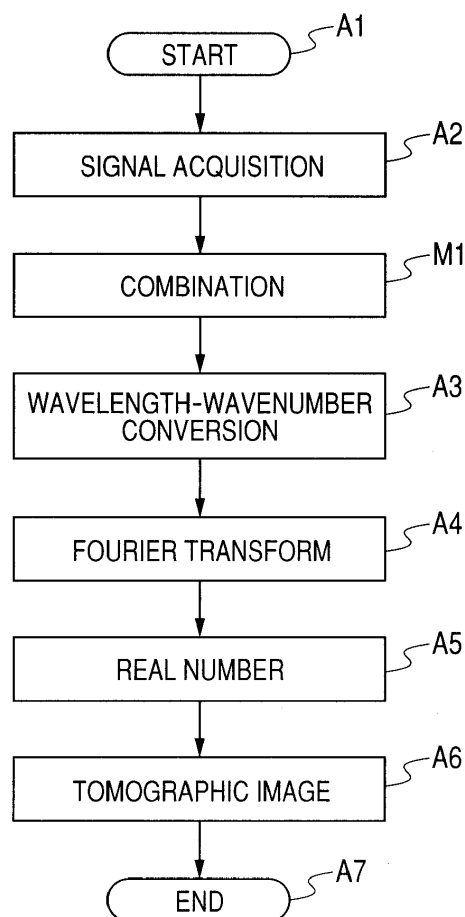 START
A1
SIGNAL ACQUISITION
A2
COMBINATION
M1
WAVELENGTH-WAVENUMBER
CONVERSION
A3
FOURIER TRANSFORM
A4
REAL NUMBER
A5
TOMOGRAPHIC IMAGE
A6
END
A7